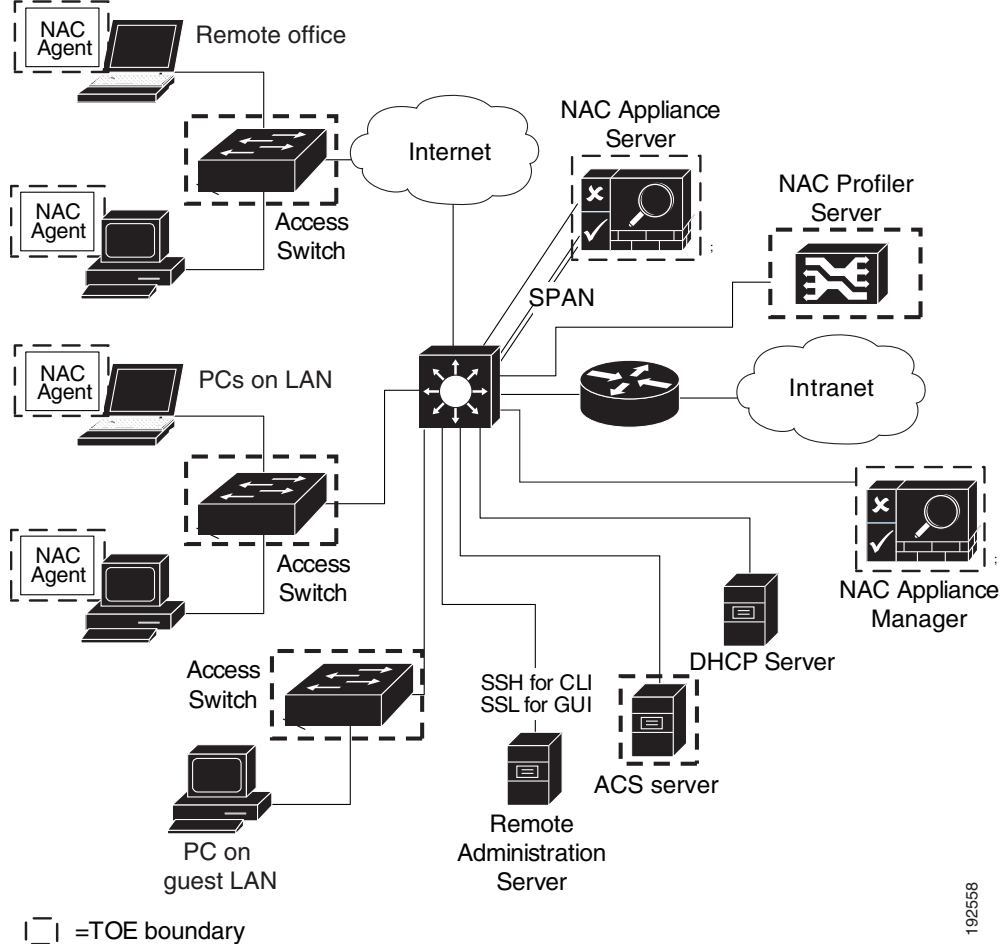 NAC
Agent
Remote office
NAC
Agent
Access
Switch
Internet
NAC Appliance
Server
;
NAC Profiler
Server
SPAN
NAC
Agent
PCs on LAN
Intranet
NAC
Agent
Access
Switch
;
NAC Appliance
Manager
DHCP Server
Access
Switch
SSH for CLI
SSL for GUI
ACS server
PC on
guest LAN
Remote
Administration
Server
=TOE boundary
192558